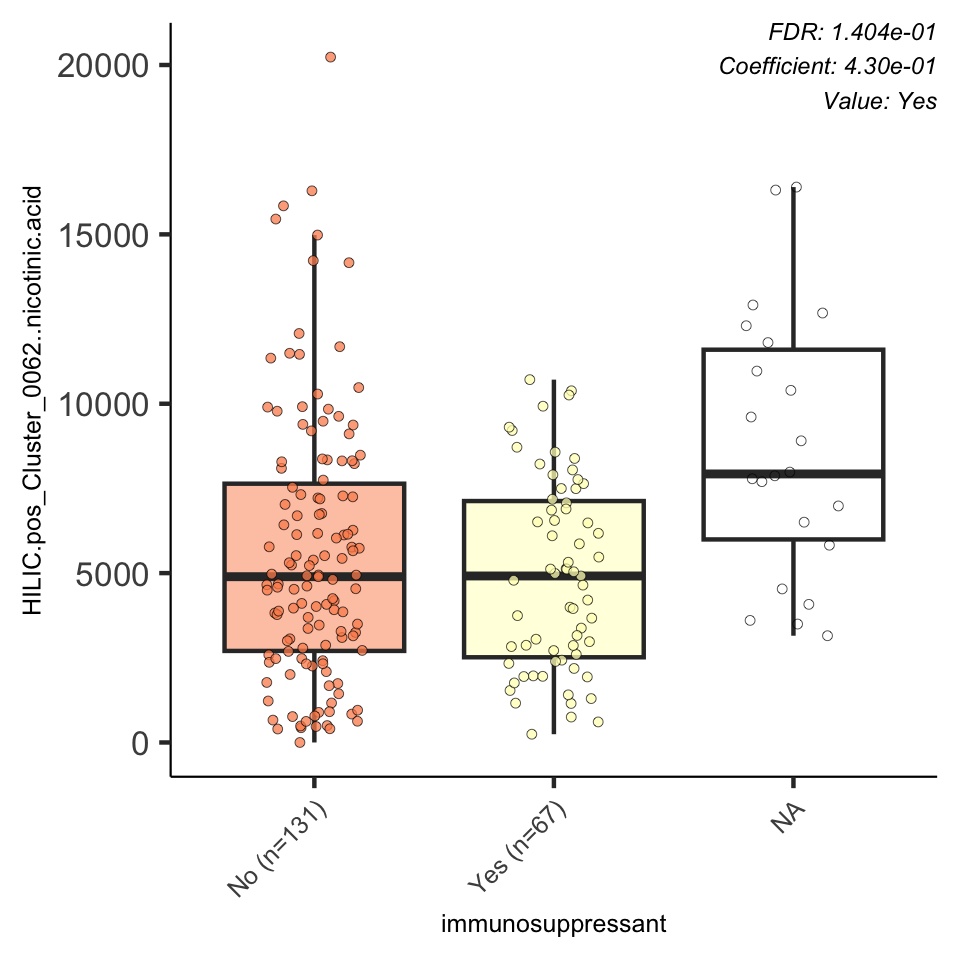 FDR: 1.404e-01
Coefficient: 4.30e-01
Value: Yes
HILIC.pos_Cluster_0062..nicotinic.acid
20000
15000
10000
5000
0
No (n=131)
Yes (n=67)
NA
immunosuppressant